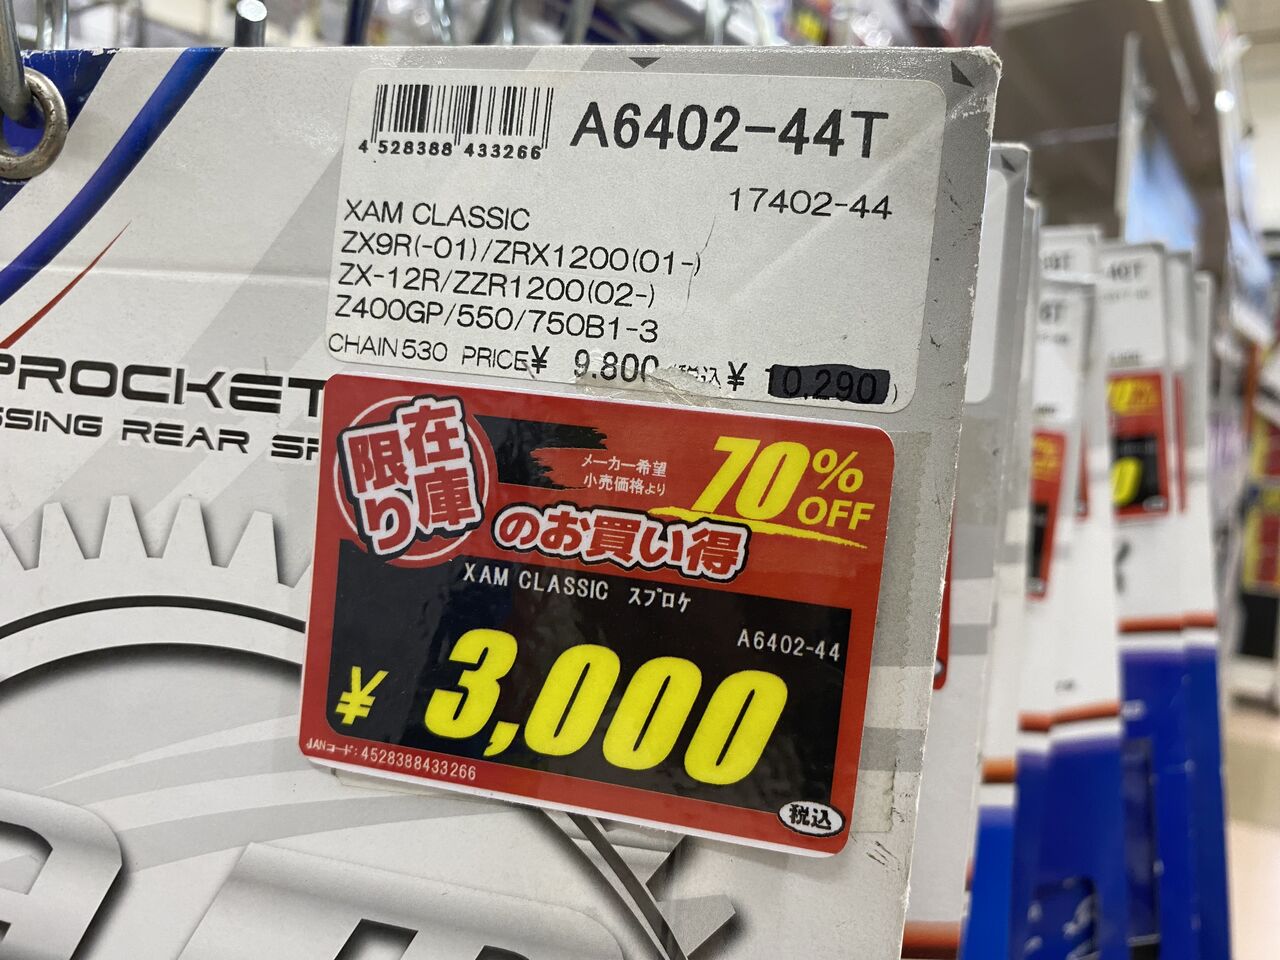 4 528388 433266
A6402-44T
17402-44
XAM CLASSIC
ZX9R(-01)/ZRX1200(01-)
ZX-12R/ZZR1200(02-)
Z400GP/550/750B1-3
CHAIN530 PRICE¥ 9.800 税込 ¥ 10,290)
PROCKET
SSING REAR SP
在庫
限り
メーカー希望
小売価格より
70%
OFF
のお買い得
XAM CLASSIC スプロケ
A6402-44
¥ 3,000
JANコード:4528388433266
税込